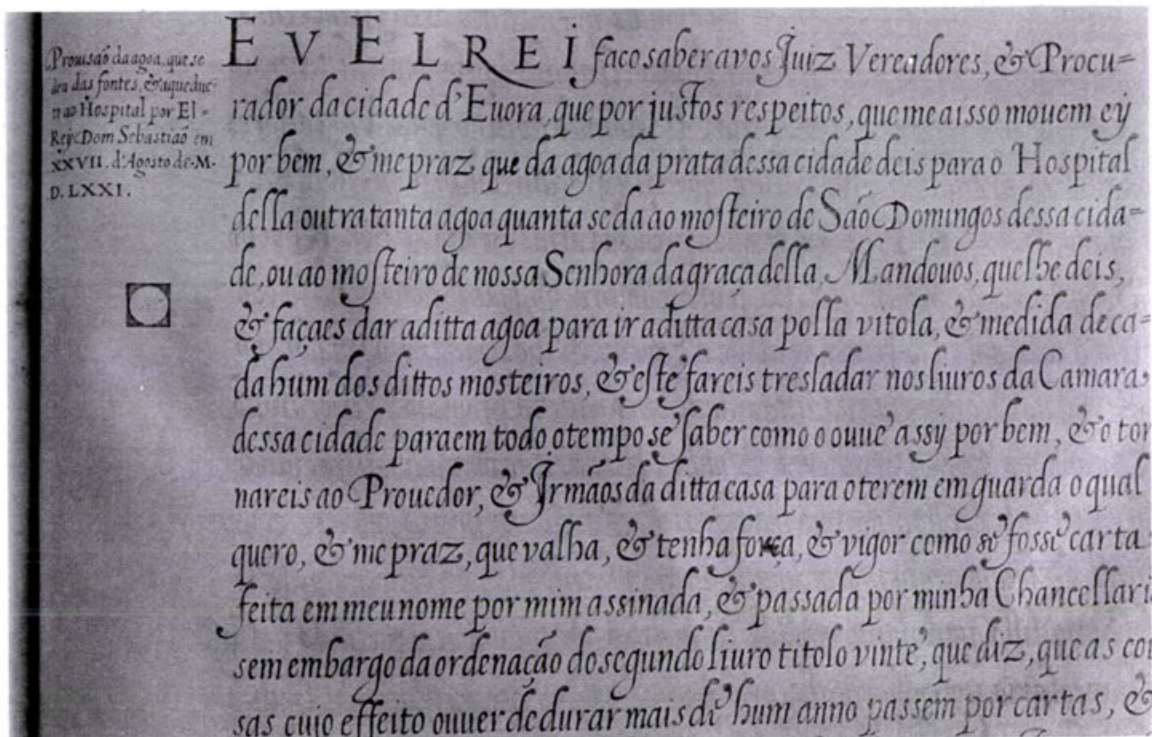 Prouisaõ da agoa, que se
deu das fontes, & aqueduc-
to ao Hospital por El-
Rey Dom Sebastiaõ em
XXVII. d'Agosto de M.
D. LXXI.
EV ELREI faco saber a vos Juiz Vereadores, & Procu-
rador da cidade d'Euora, que por justos respeitos, que me a isso mouem ey
por bem, & me praz que da agoa da prata dessa cidade deis para o Hospital
della outra tanta agoa quanta se da ao mosteiro de Saõ Domingos dessa cida-
de, ou ao mosteiro de nossa Senhora da graça della, Mandouos, que lhe deis,
& façaes dar a ditta agoa para ir a ditta casa polla vitola, & medida de ca-
da hum dos dittos mosteiros, & este fareis tresladar nos liuros da Camara
dessa cidade para em todo o tempo se saber como o ouue assy por bem, & o tor
nareis ao Prouedor, & Irmãos da ditta casa para o terem em guarda o qual
quero, & me praz, que valha, & tenha força, & vigor como se fosse carta
feita em meu nome por mim assinada, & passada por minha Chancellari
sem embargo da ordenação do segundo liuro titolo vinte, que diz, que as cou
sas cuio effeito ouuer de durar mais de hum anno passem por cartas, &